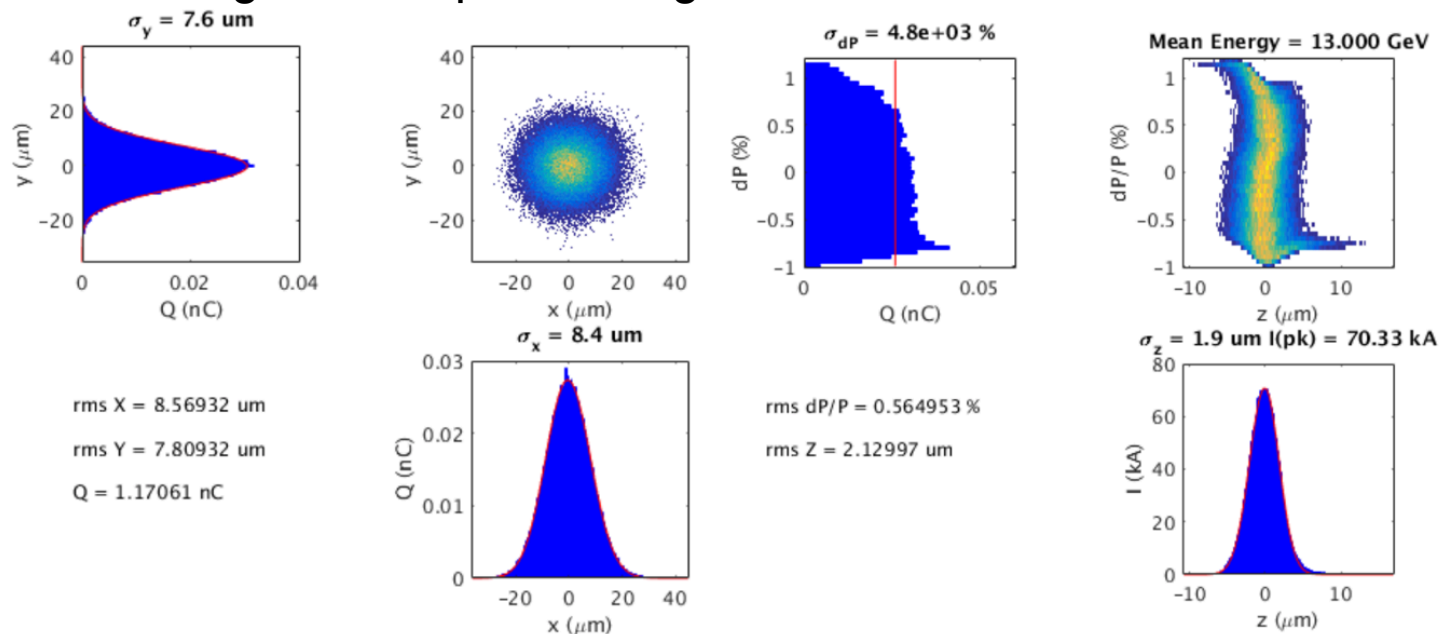 σy = 7.6 um
40
20
0
−20
y (μm)
0 0.02 0.04
Q (nC)
40
20
0
−20
y (μm)
−20 0 20 40
x (μm)
σdP = 4.8e+03 %
1
0.5
0
−0.5
−1
dP (%)
0 0.05
Q (nC)
Mean Energy = 13.000 GeV
1
0.5
0
−0.5
−1
dP/P (%)
−10 0 10
z (μm)
rms X = 8.56932 um
rms Y = 7.80932 um
Q = 1.17061 nC
σx = 8.4 um
0.03
0.02
0.01
0
Q (nC)
−20 0 20 40
x (μm)
rms dP/P = 0.564953 %
rms Z = 2.12997 um
σz = 1.9 um I(pk) = 70.33 kA
80
60
40
20
0
I (kA)
−10 0 10
z (μm)